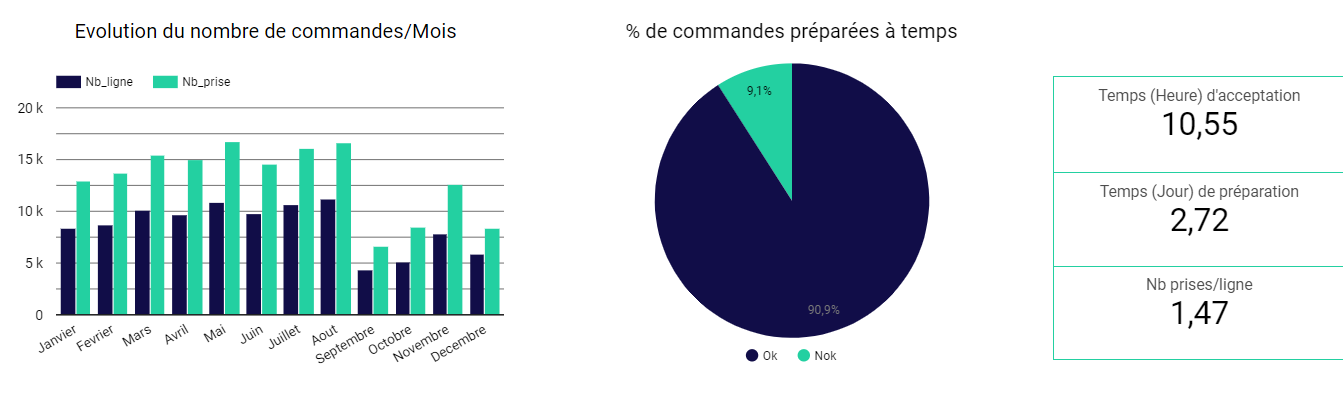 Evolution du nombre de commandes/Mois
Nb_ligne Nb_prise
20 k
15 k
10 k
5 k
0
Janvier Fevrier Mars Avril Mai Juin Juillet Aout Septembre Octobre Novembre Decembre
% de commandes préparées à temps
9,1%
90,9%
Ok Nok
Temps (Heure) d'acceptation
10,55
Temps (Jour) de préparation
2,72
Nb prises/ligne
1,47